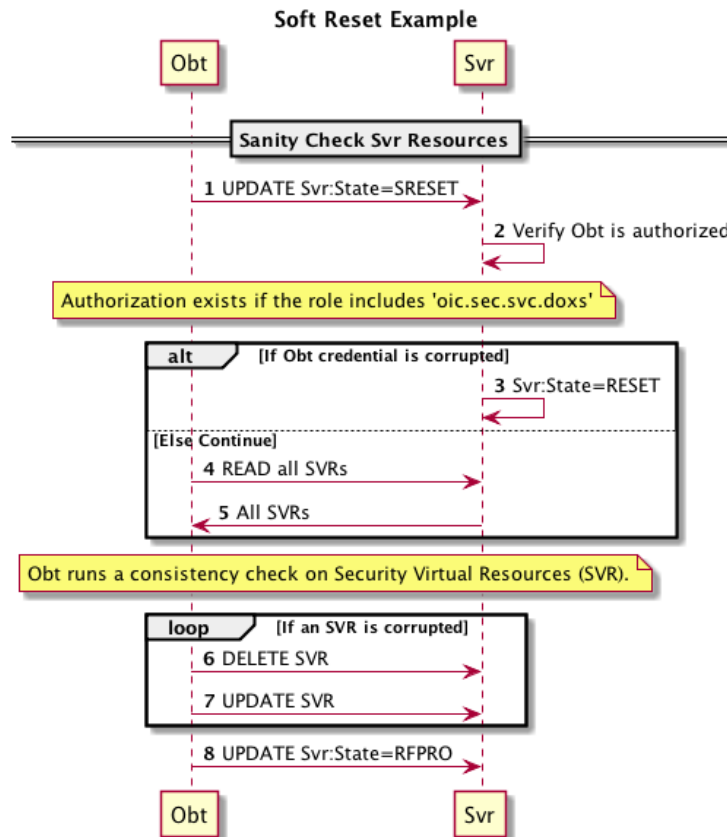 Soft Reset Example
Obt
Svr
Sanity Check Svr Resources
1 UPDATE Svr:State=SRESET
2 Verify Obt is authorized
Authorization exists if the role includes 'oic.sec.svc.doxs'
alt [If Obt credential is corrupted]
3 Svr:State=RESET
[Else Continue]
4 READ all SVRs
5 All SVRs
Obt runs a consistency check on Security Virtual Resources (SVR).
loop [If an SVR is corrupted]
6 DELETE SVR
7 UPDATE SVR
8 UPDATE Svr:State=RFPRO
Obt
Svr